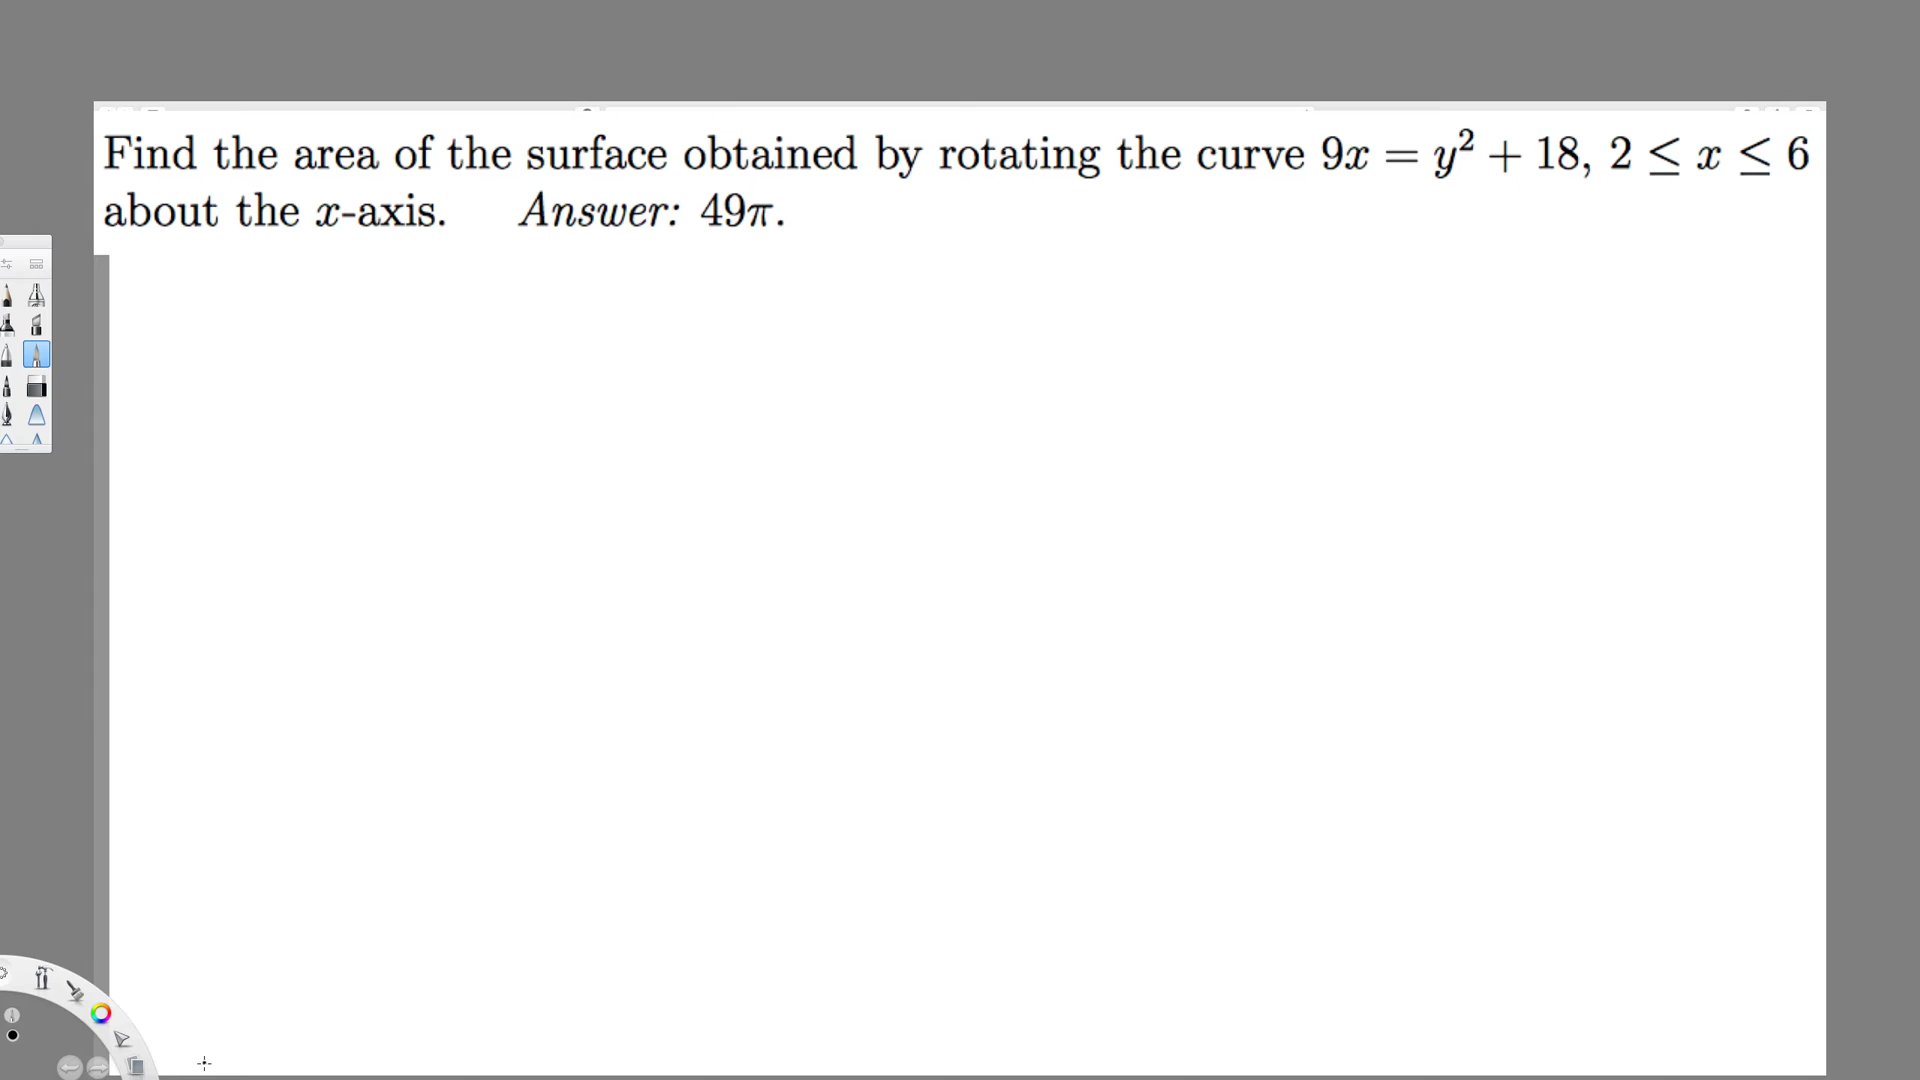 Find the area of the surface obtained by rotating the curve 9x = y² + 18, 2 ≤ x ≤ 6
about the x-axis. Answer: 49π.